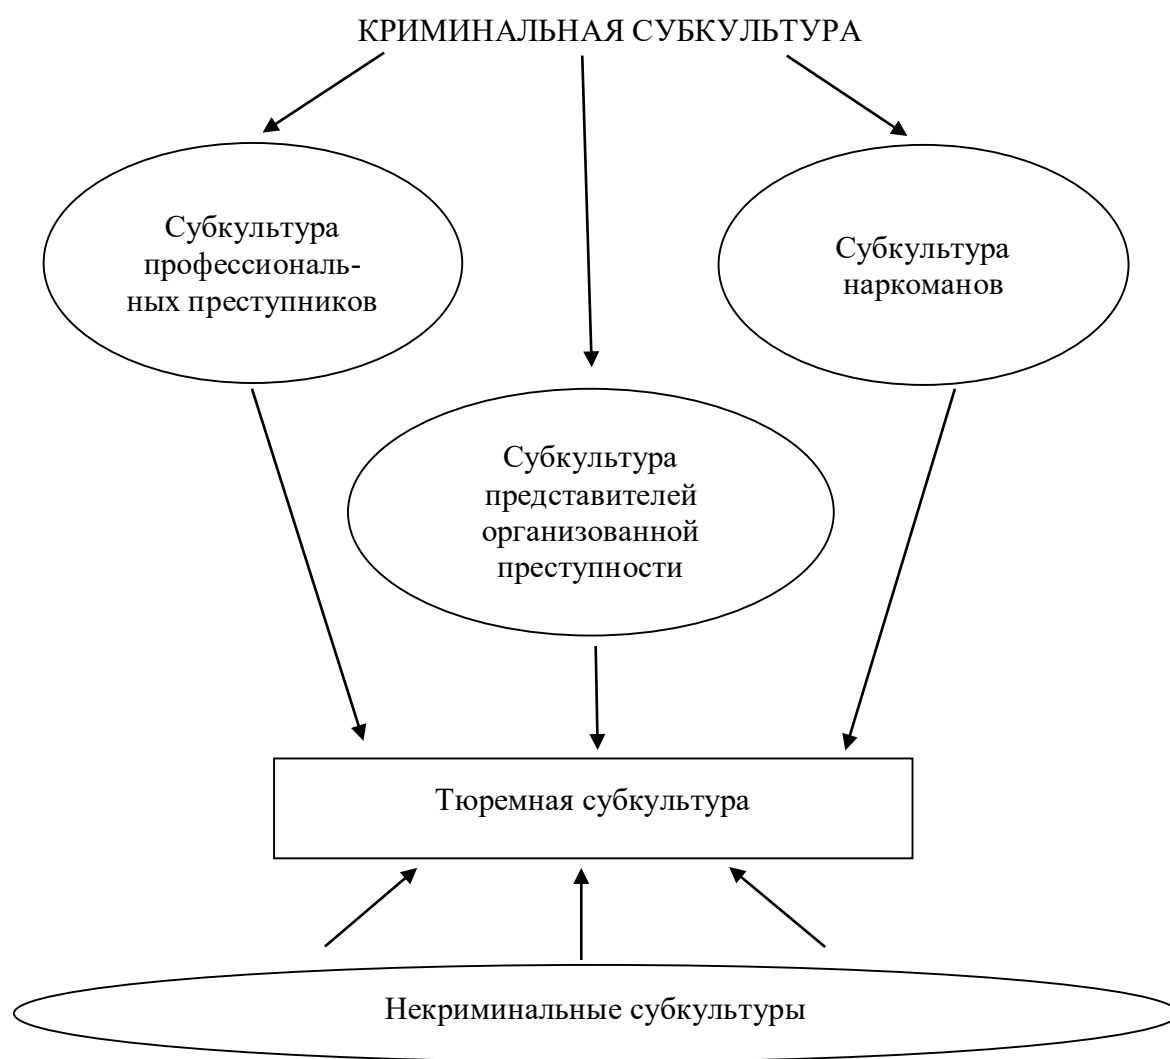 КРИМИНАЛЬНАЯ СУБКУЛЬТУРА
Субкультура
профессиональ-
ных преступников
Субкультура
наркоманов
Субкультура
представителей
организованной
преступности
Тюремная субкультура
Некриминальные субкультуры